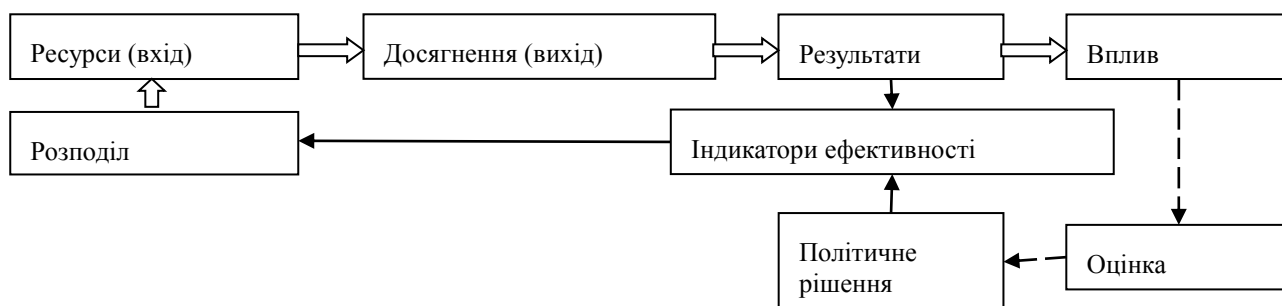 Ресурси (вхід)
Досягнення (вихід)
Результати
Вплив
Розподіл
Індикатори ефективності
Політичне
рішення
Оцінка